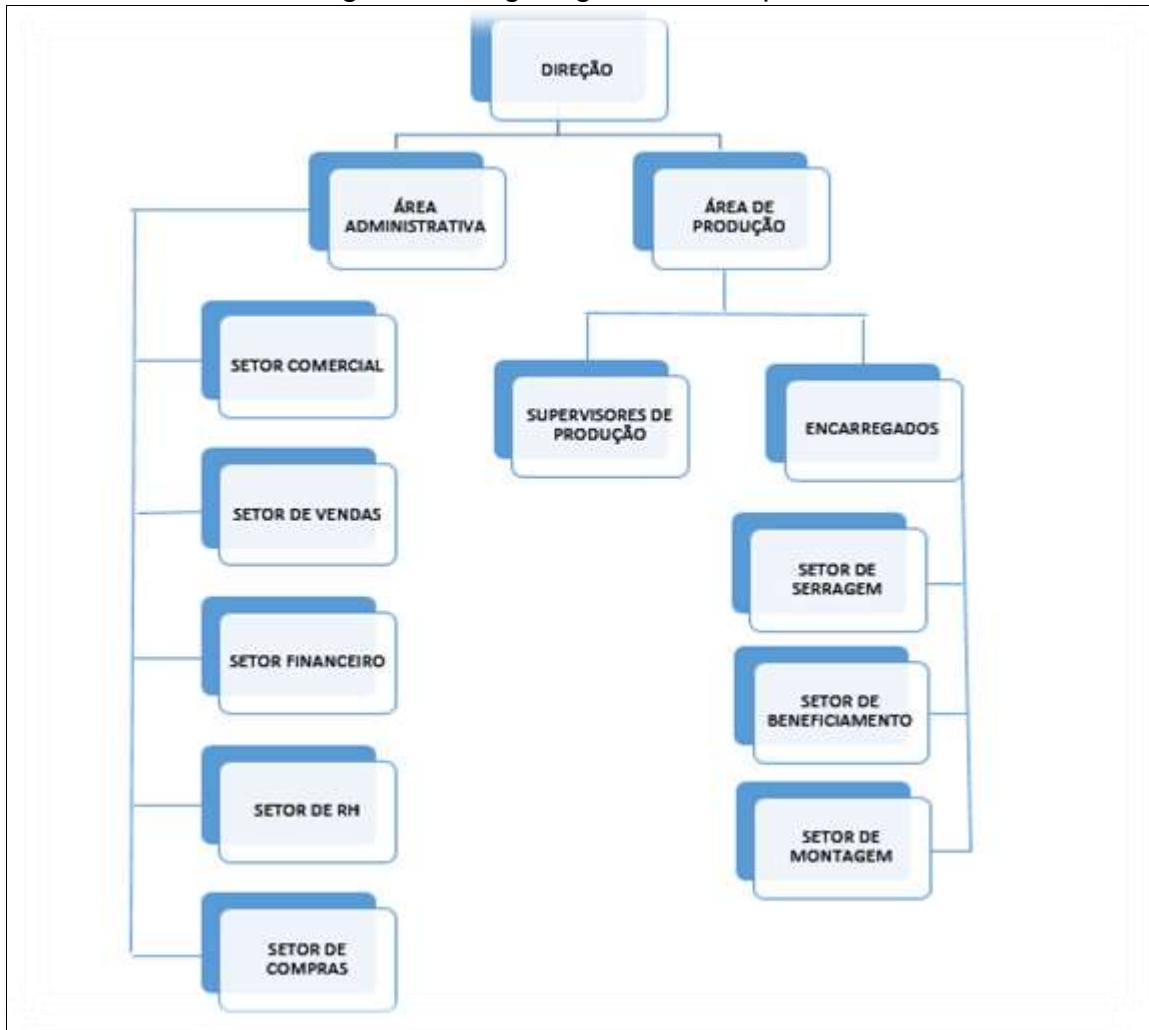 DIREÇÃO
ÁREA
ADMINISTRATIVA
ÁREA DE
PRODUÇÃO
SETOR COMERCIAL
SETOR DE VENDAS
SETOR FINANCEIRO
SETOR DE RH
SETOR DE
COMPRAS
SUPERVISORES DE
PRODUÇÃO
ENCARREGADOS
SETOR DE
SERRAGEM
SETOR DE
BENEFICIAMENTO
SETOR DE
MONTAGEM